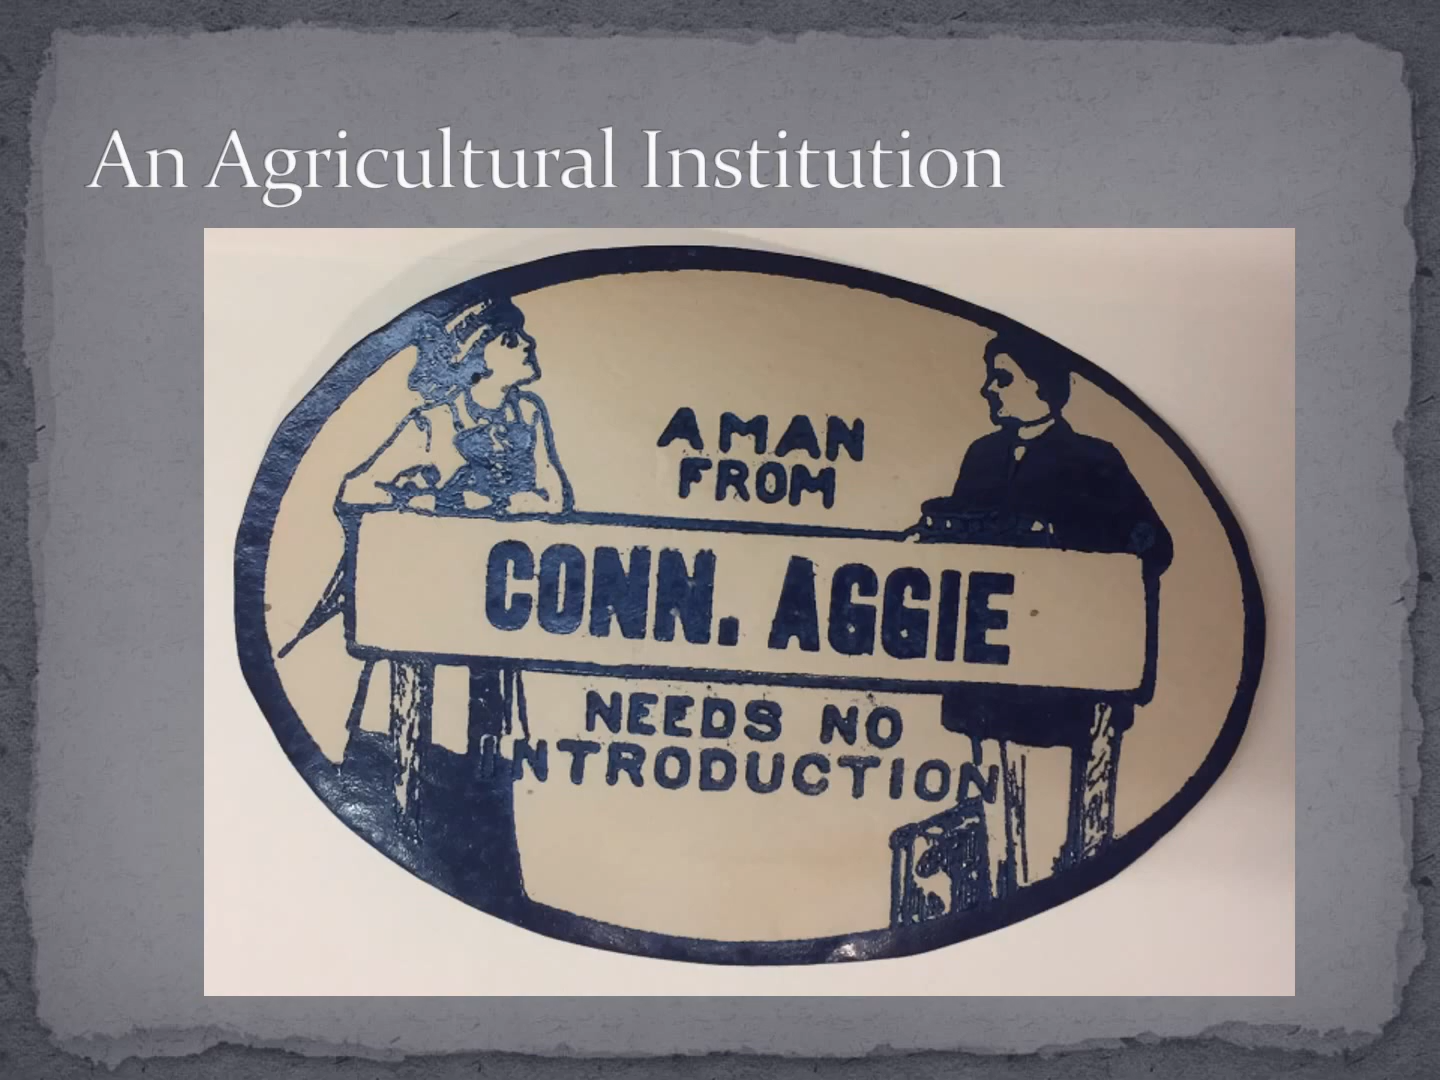 An Agricultural Institution
A MAN
FROM
CONN. AGGIE
NEEDS NO
INTRODUCTION